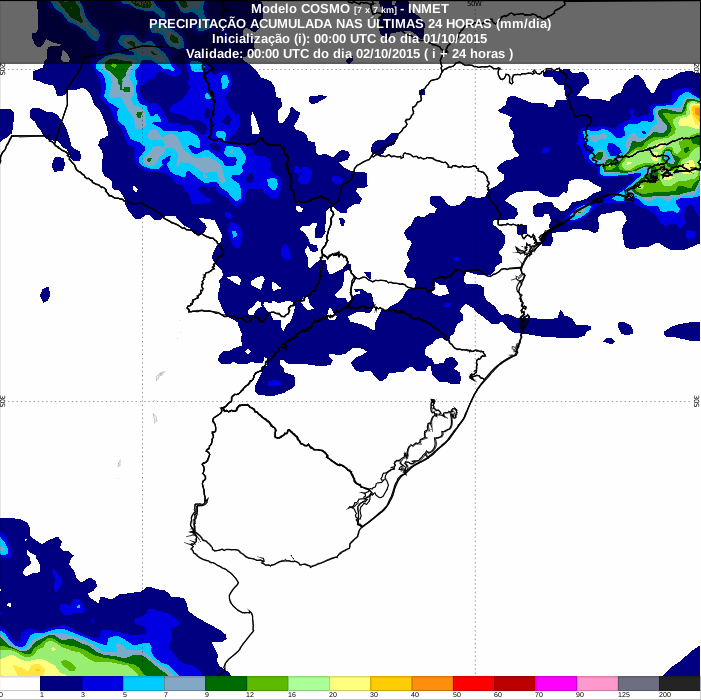 Modelo COSMO [7 x 7 km] - INMET
PRECIPITAÇÃO ACUMULADA NAS ÚLTIMAS 24 HORAS (mm/dia)
Inicialização (i): 00:00 UTC do dia 01/10/2015
Validade: 00:00 UTC do dia 02/10/2015 ( i + 24 horas )
50W
20S
30S
30S
0 1 3 5 7 9 12 16 20 30 40 50 60 70 90 125 200